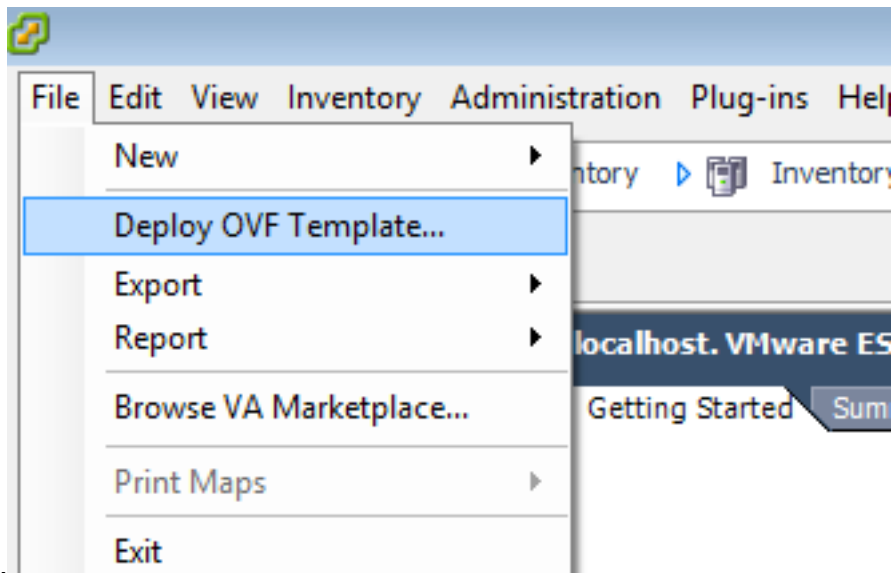 File Edit View Inventory Administration Plug-ins
New
Inventory
Deploy OVF Template...
Export
Report
localhost. VMware ES
Browse VA Marketplace...
Getting Started Sum
Print Maps
Exit